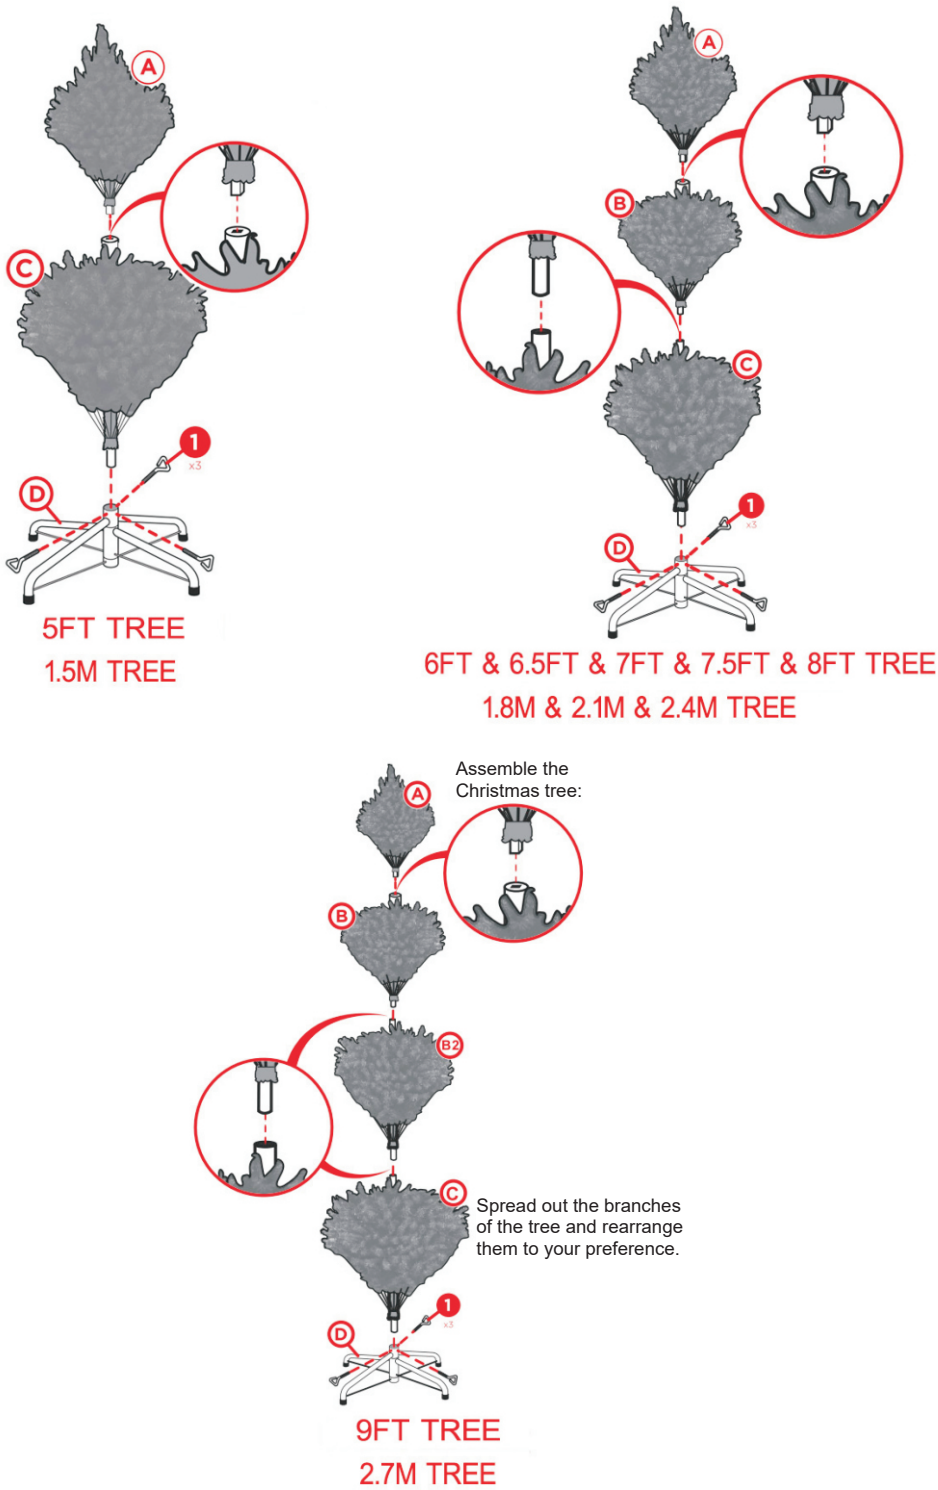 A
C
1
x3
D
5FT TREE
1.5M TREE
A
B
C
1
x3
D
6FT & 6.5FT & 7FT & 7.5FT & 8FT TREE
1.8M & 2.1M & 2.4M TREE
Assemble the
Christmas tree:
A
B
B2
C
Spread out the branches
of the tree and rearrange
them to your preference.
1
x3
D
9FT TREE
2.7M TREE